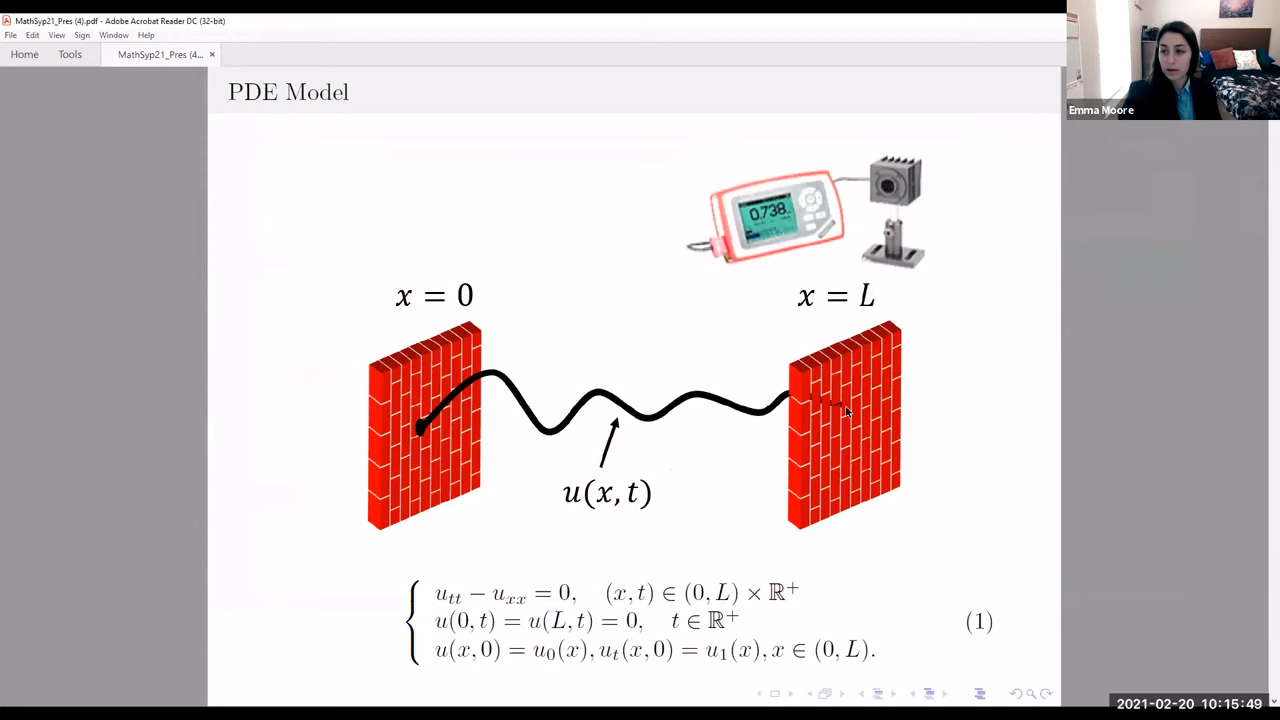 MathSyp21_Pres (4).pdf - Adobe Acrobat Reader DC (32-bit)
File Edit View Sign Window Help
Home Tools MathSyp21_Pres (4... ×
Emma Moore
PDE Model
0.738
x = 0
x = L
u(x, t)
u_tt − u_xx = 0, (x, t) ∈ (0, L) × ℝ⁺
u(0, t) = u(L, t) = 0, t ∈ ℝ⁺ (1)
u(x, 0) = u₀(x), u_t(x, 0) = u₁(x), x ∈ (0, L).
2021-02-20 10:15:49